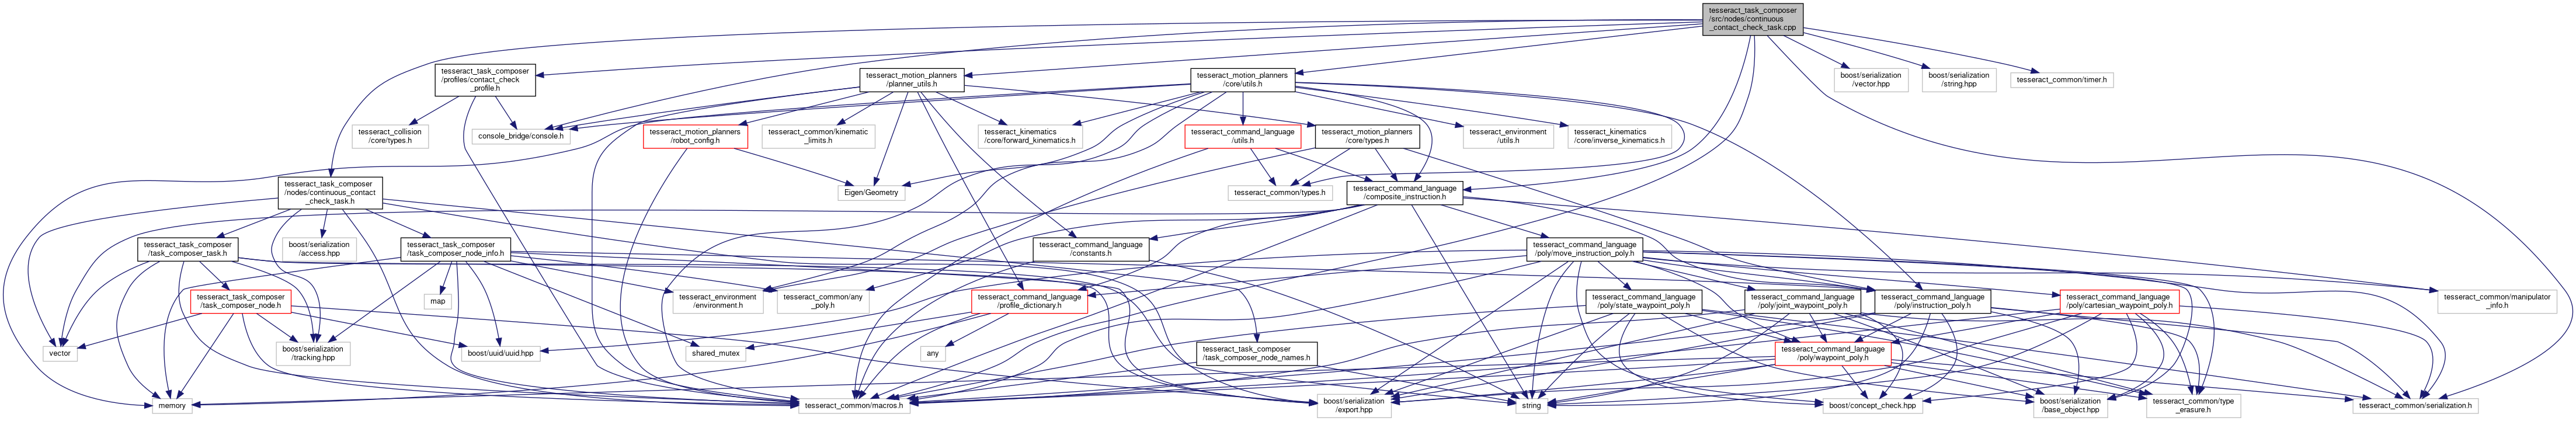 tesseract_task_composer
/src/nodes/continuous
_contact_check_task.cpp
tesseract_task_composer
/profiles/contact_check
_profile.h
tesseract_motion_planners
/planner_utils.h
tesseract_motion_planners
/core/utils.h
boost/serialization
/vector.hpp
boost/serialization
/string.hpp
tesseract_common/timer.h
tesseract_collision
/core/types.h
console_bridge/console.h
tesseract_motion_planners
/robot_config.h
tesseract_common/kinematic
_limits.h
tesseract_kinematics
/core/forward_kinematics.h
tesseract_command_language
/utils.h
tesseract_motion_planners
/core/types.h
tesseract_environment
/utils.h
tesseract_kinematics
/core/inverse_kinematics.h
tesseract_task_composer
/nodes/continuous_contact
_check_task.h
Eigen/Geometry
tesseract_common/types.h
tesseract_command_language
/composite_instruction.h
tesseract_task_composer
/task_composer_task.h
boost/serialization
/access.hpp
tesseract_task_composer
/task_composer_node_info.h
tesseract_command_language
/constants.h
tesseract_command_language
/poly/move_instruction_poly.h
tesseract_task_composer
/task_composer_node.h
map
tesseract_environment
/environment.h
tesseract_common/any
_poly.h
tesseract_command_language
/profile_dictionary.h
tesseract_command_language
/poly/state_waypoint_poly.h
tesseract_command_language
/poly/joint_waypoint_poly.h
tesseract_command_language
/poly/instruction_poly.h
tesseract_command_language
/poly/cartesian_waypoint_poly.h
tesseract_common/manipulator
_info.h
vector
boost/serialization
/tracking.hpp
boost/uuid/uuid.hpp
shared_mutex
any
tesseract_task_composer
/task_composer_node_names.h
tesseract_command_language
/poly/waypoint_poly.h
memory
tesseract_common/macros.h
boost/serialization
/export.hpp
string
boost/concept_check.hpp
boost/serialization
/base_object.hpp
tesseract_common/type
_erasure.h
tesseract_common/serialization.h